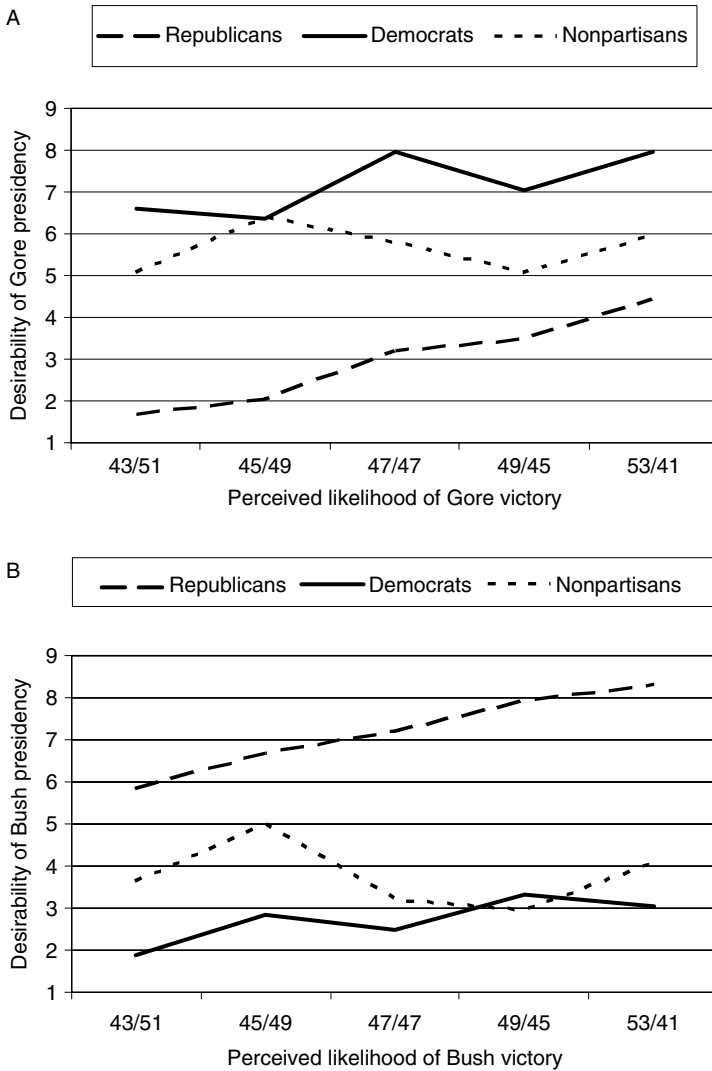 A
Republicans Democrats Nonpartisans
9
8
7
6
5
4
3
2
1
Desirability of Gore presidency
43/51 45/49 47/47 49/45 53/41
Perceived likelihood of Gore victory
B
Republicans Democrats Nonpartisans
9
8
7
6
5
4
3
2
1
Desirability of Bush presidency
43/51 45/49 47/47 49/45 53/41
Perceived likelihood of Bush victory